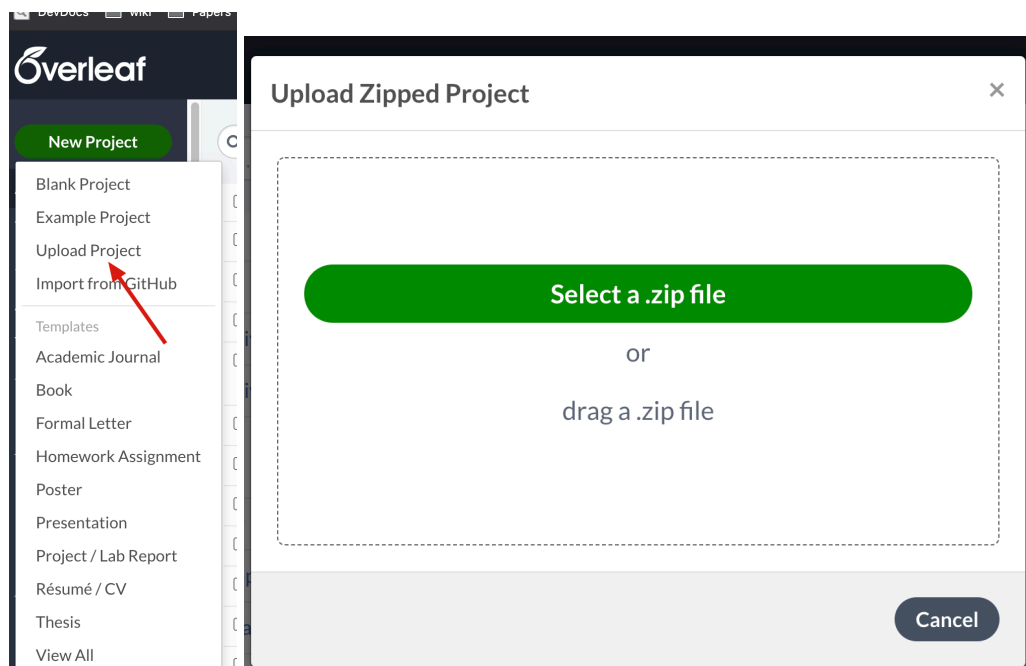 DevDocs wiki Papers
Overleaf
New Project
Blank Project
Example Project
Upload Project
Import from GitHub
Templates
Academic Journal
Book
Formal Letter
Homework Assignment
Poster
Presentation
Project / Lab Report
Résumé / CV
Thesis
View All
Upload Zipped Project
×
Select a .zip file
or
drag a .zip file
Cancel